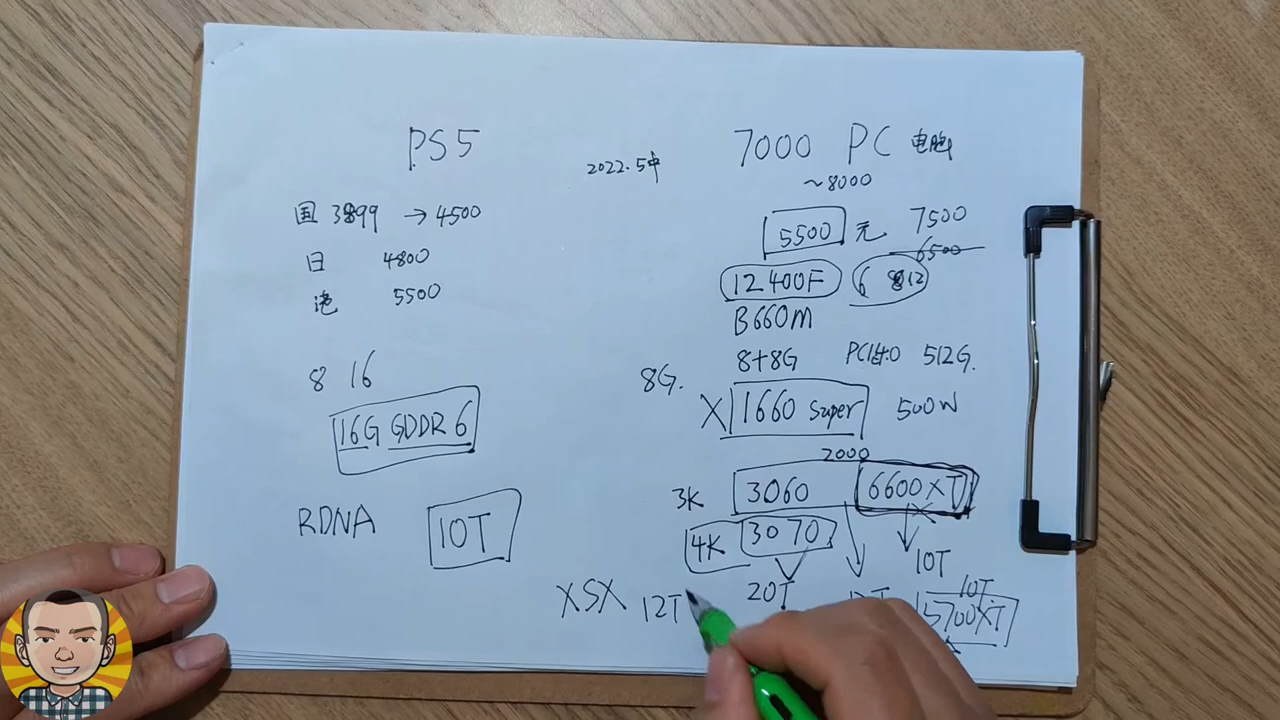 PS5
2022.5中
7000 PC 电脑
~8000
国 3899 → 4500
日 4800
港 5500
5500 元 7500
6500
12400F 6 12
B660M
8+8G PCIE4.0 512G.
8 16
8G.
16G GDDR6
X 1660 super 500W
2000
3K 3060 6600XT
RDNA 10T
4K 3070
10T
XSX 12T
20T
10T
5700XT